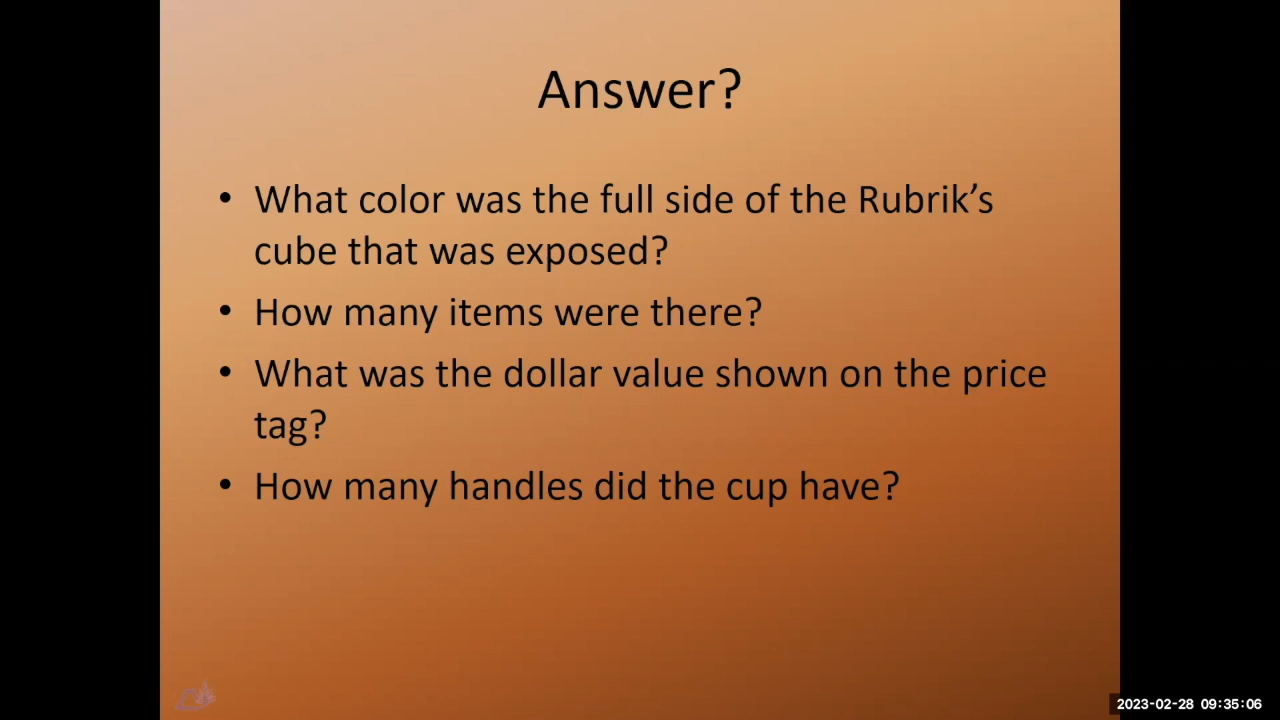 Answer?
• What color was the full side of the Rubrik’s
cube that was exposed?
• How many items were there?
• What was the dollar value shown on the price
tag?
• How many handles did the cup have?
2023-02-28 09:35:06